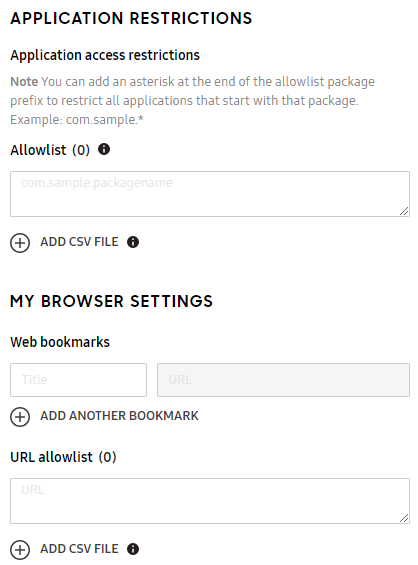 APPLICATION RESTRICTIONS
Application access restrictions
Note You can add an asterisk at the end of the allowlist package
prefix to restrict all applications that start with that package.
Example: com.sample.*
Allowlist (0)
com.sample.packagename
ADD CSV FILE
MY BROWSER SETTINGS
Web bookmarks
Title URL
ADD ANOTHER BOOKMARK
URL allowlist (0)
URL
ADD CSV FILE